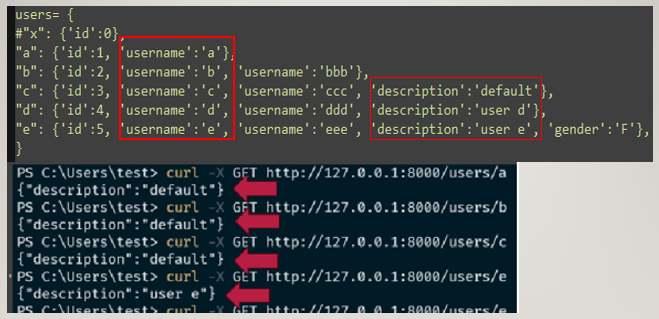 users= {
#"x": {'id':0},
"a": {'id':1, 'username':'a'},
"b": {'id':2, 'username':'b', 'username':'bbb'},
"c": {'id':3, 'username':'c', 'username':'ccc', 'description':'default'},
"d": {'id':4, 'username':'d', 'username':'ddd', 'description':'user d'},
"e": {'id':5, 'username':'e', 'username':'eee', 'description':'user e', 'gender':'F'},
}
PS C:\Users\test> curl -X GET http://127.0.0.1:8000/users/a
{"description":"default"}
PS C:\Users\test> curl -X GET http://127.0.0.1:8000/users/b
{"description":"default"}
PS C:\Users\test> curl -X GET http://127.0.0.1:8000/users/c
{"description":"default"}
PS C:\Users\test> curl -X GET http://127.0.0.1:8000/users/e
{"description":"user e"}
PS C:\Users\test> curl -X GET http://127.0.0.1:8000/users/e